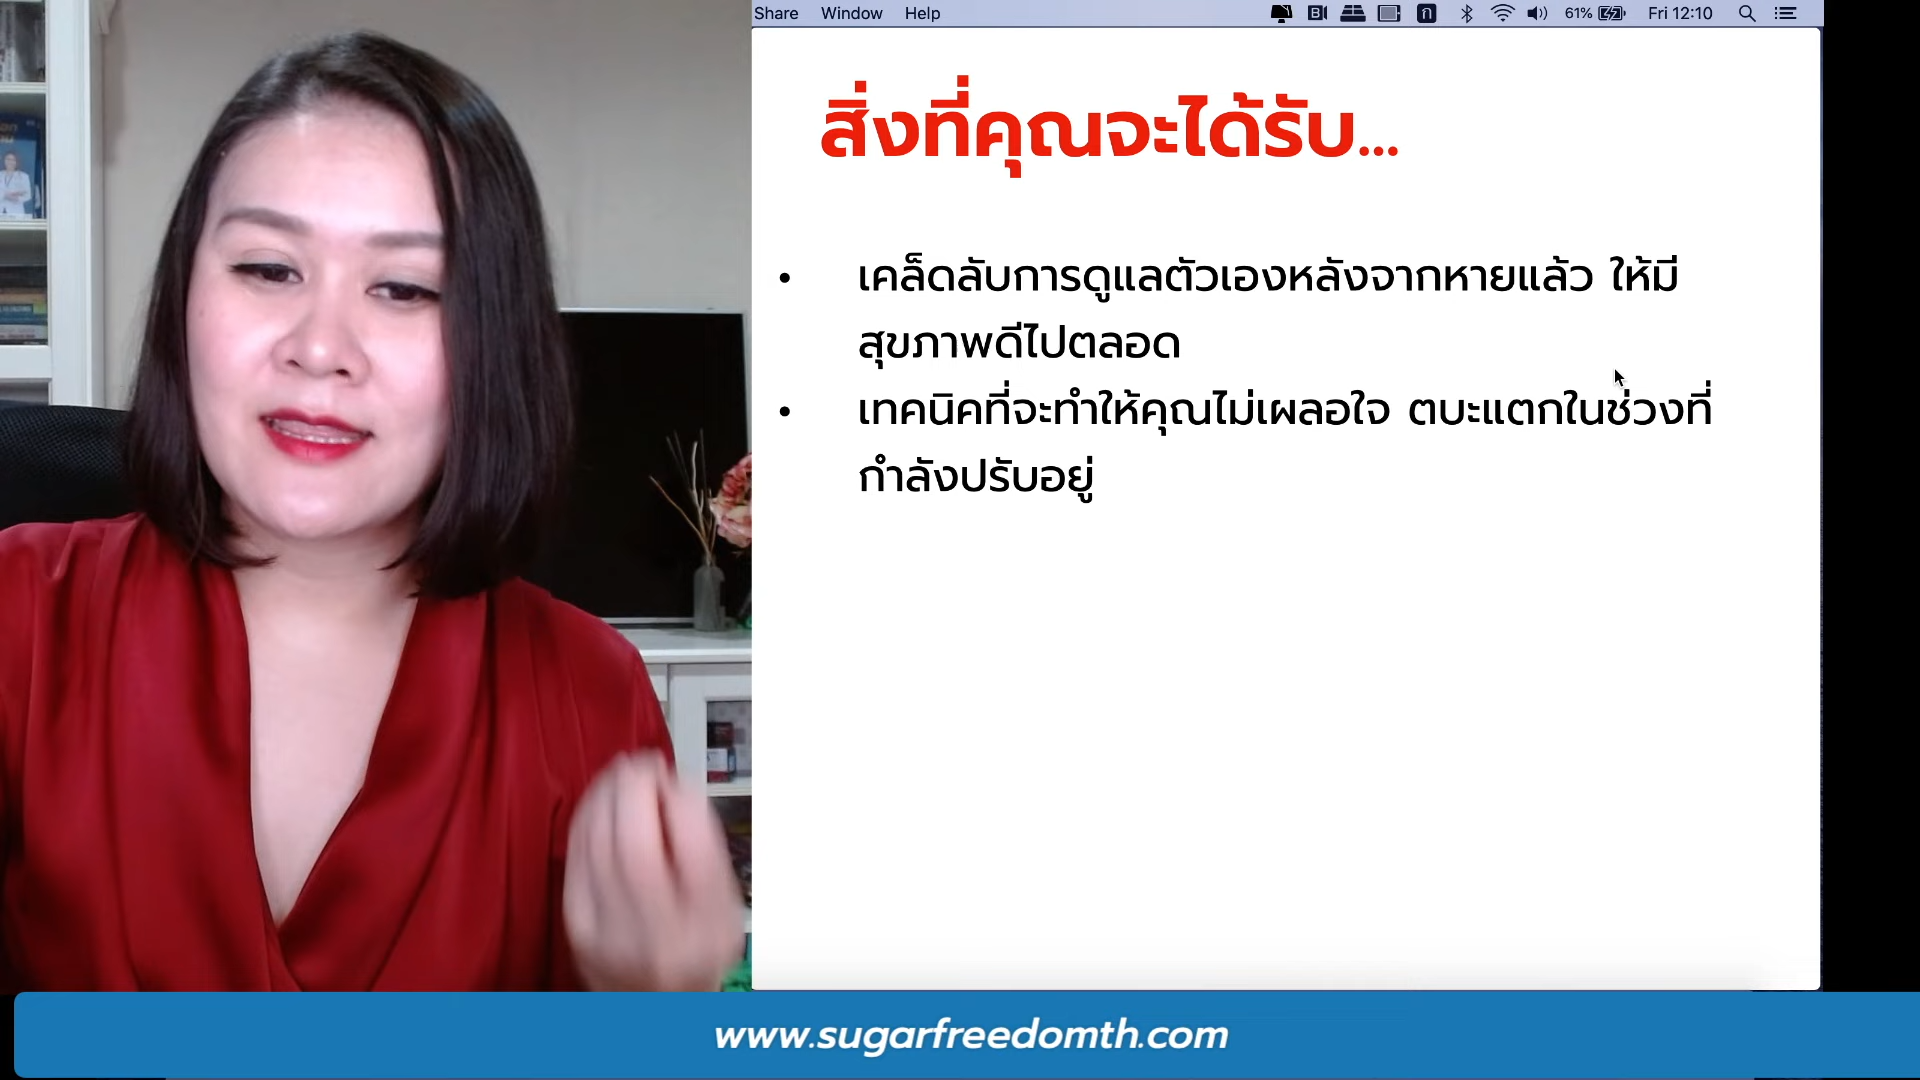 Share Window Help
61% Fri 12:10
สิ่งที่คุณจะได้รับ...
• เคล็ดลับการดูแลตัวเองหลังจากหายแล้ว ให้มี
สุขภาพดีไปตลอด
• เทคนิคที่จะทำให้คุณไม่เผลอใจ ตบะแตกในช่วงที่
กำลังปรับอยู่
www.sugarfreedomth.com